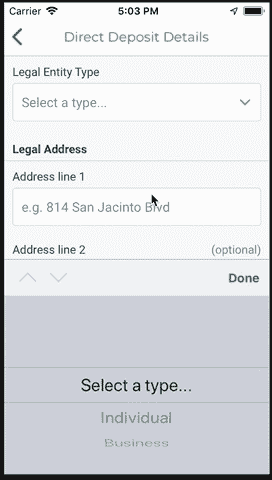 Carrier 5:03 PM
Direct Deposit Details
Legal Entity Type
Select a type...
Legal Address
Address line 1
e.g. 814 San Jacinto Blvd
Address line 2 (optional)
Done
Select a type...
Individual
Business